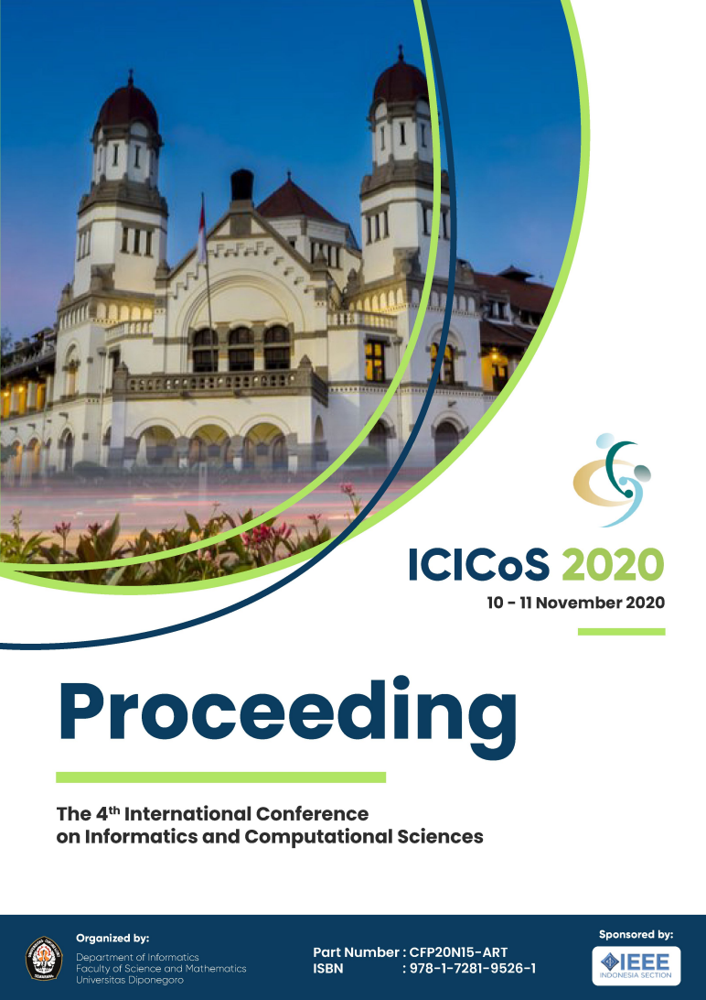 ICICoS 2020
10 - 11 November 2020
Proceeding
The 4th International Conference
on Informatics and Computational Sciences
Organized by:
Department of Informatics
Faculty of Science and Mathematics
Universitas Diponegoro
Part Number : CFP20N15-ART
ISBN : 978-1-7281-9526-1
Sponsored by:
IEEE
INDONESIA SECTION